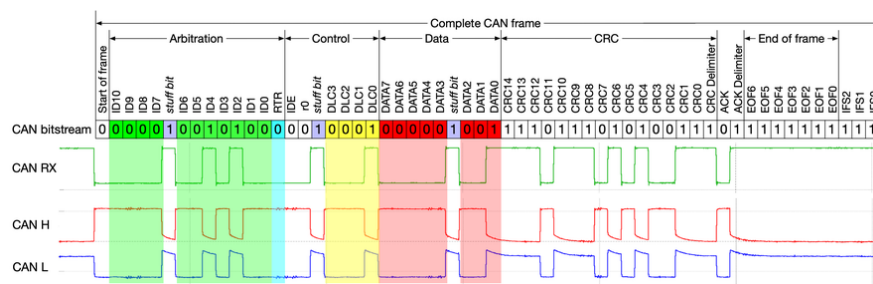 Complete CAN frame
Arbitration Control Data CRC End of frame
Start of frame
ID10
ID9
ID8
ID7
stuff bit
ID6
ID5
ID4
ID3
ID2
ID1
ID0
RTR
IDE
r0
stuff bit
DLC3
DLC2
DLC1
DLC0
DATA7
DATA6
DATA5
DATA4
DATA3
stuff bit
DATA2
DATA1
DATA0
CRC14
CRC13
CRC12
CRC11
CRC10
CRC9
CRC8
CRC7
CRC6
CRC5
CRC4
CRC3
CRC2
CRC1
CRC0
CRC Delimiter
ACK
ACK Delimiter
EOF6
EOF5
EOF4
EOF3
EOF2
EOF1
EOF0
IFS2
IFS1
CAN bitstream 0 0 0 0 0 1 0 0 1 0 1 0 0 0 0 0 1 0 0 0 1 0 0 0 0 0 1 0 0 1 1 1 1 0 1 1 1 0 1 0 1 0 0 1 1 1 0 1 1 1 1 1 1 1 1 1 1
CAN RX
CAN H
CAN L